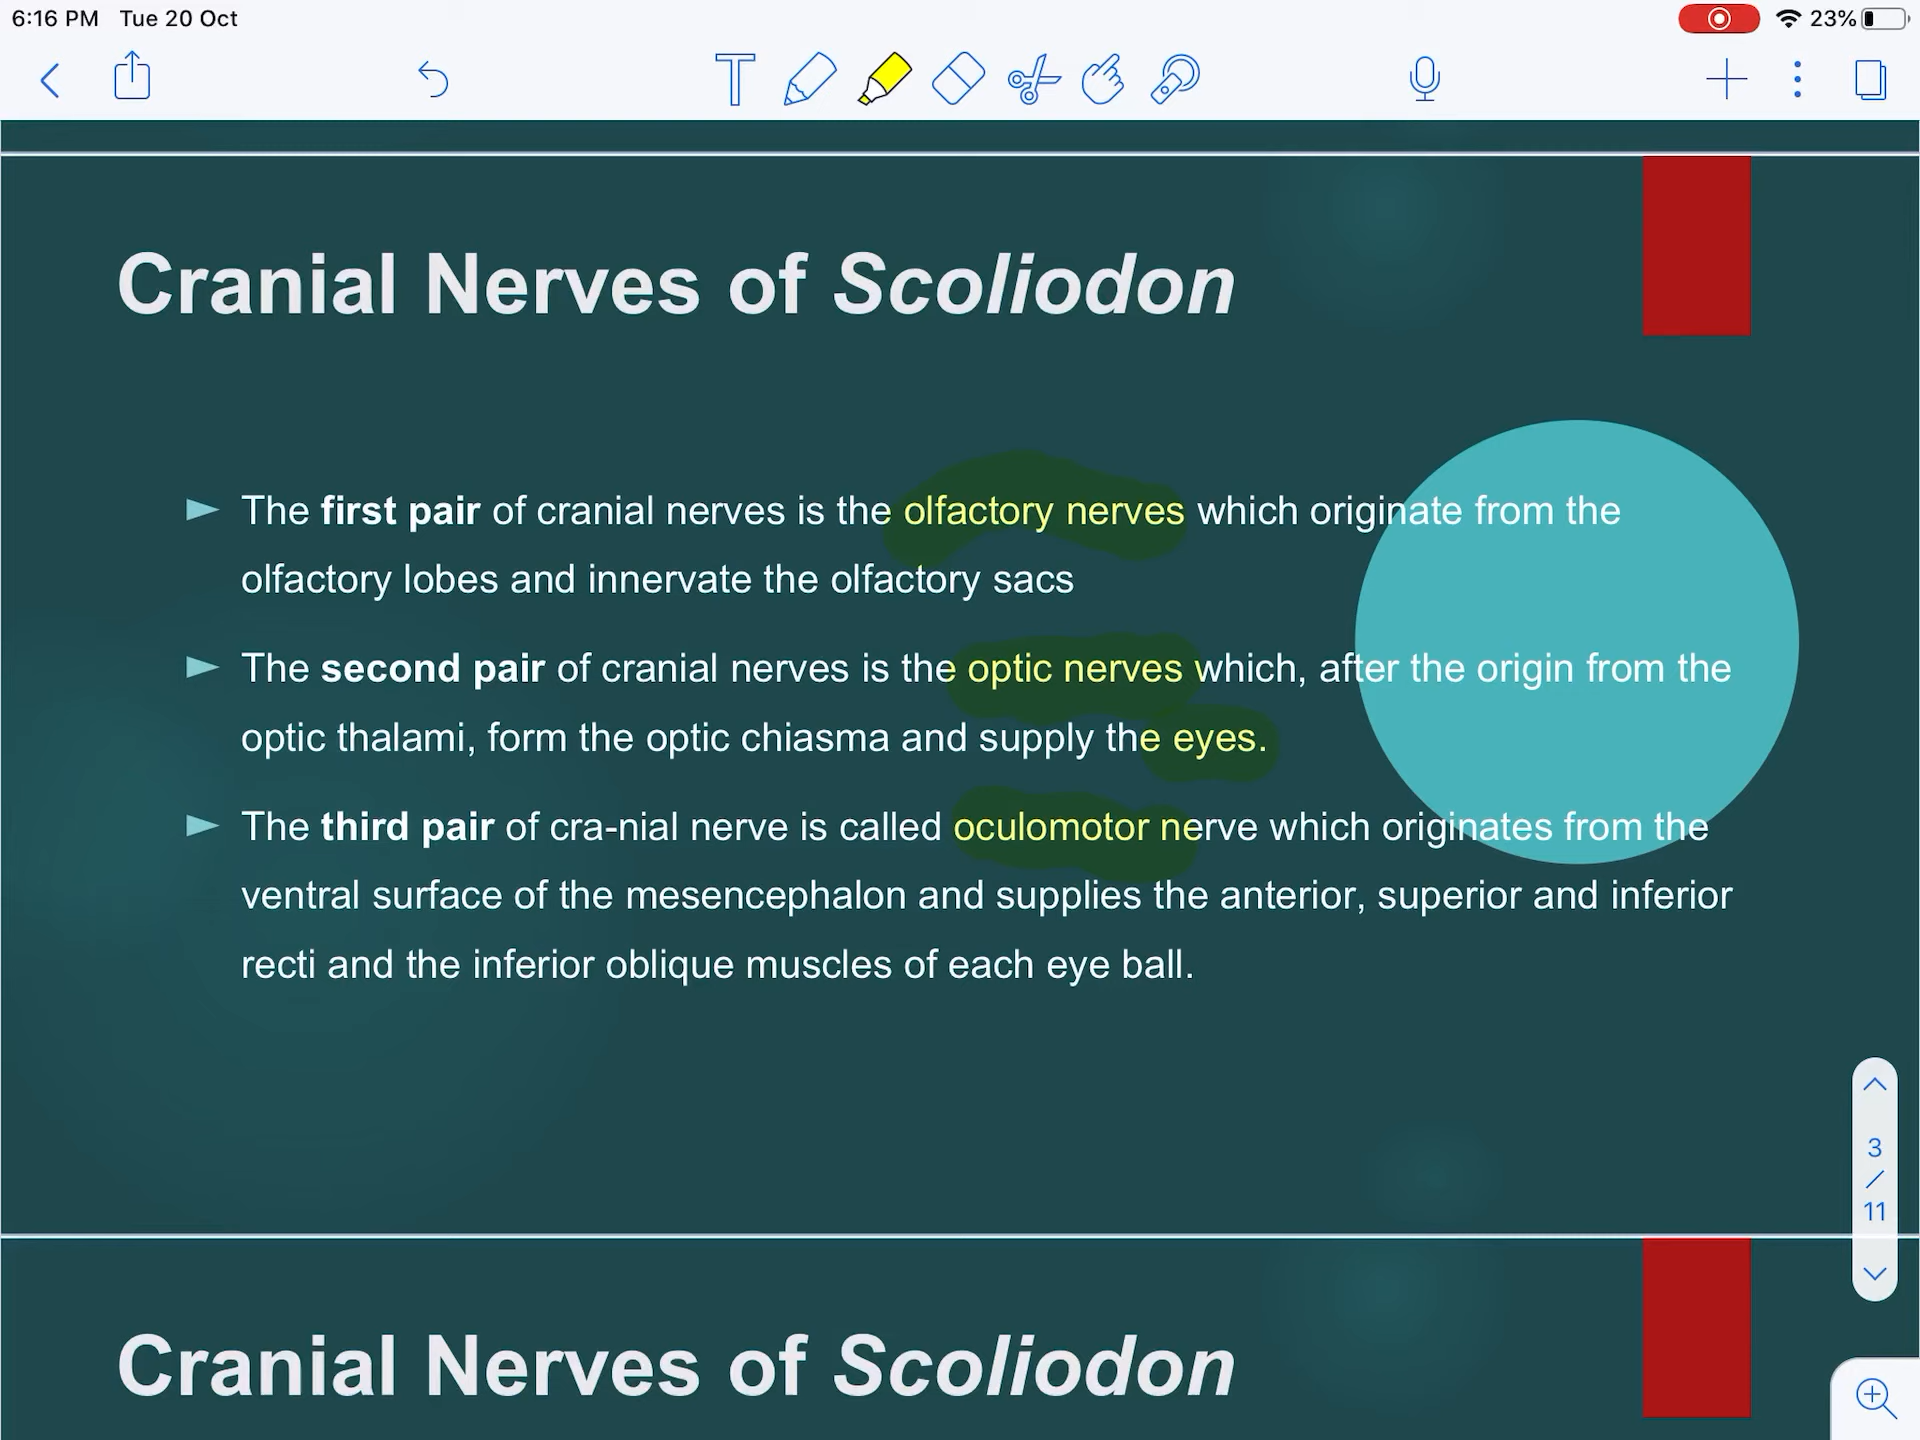 6:16 PM Tue 20 Oct
23%
Cranial Nerves of Scoliodon
The first pair of cranial nerves is the olfactory nerves which originate from the
olfactory lobes and innervate the olfactory sacs
The second pair of cranial nerves is the optic nerves which, after the origin from the
optic thalami, form the optic chiasma and supply the eyes.
The third pair of cra-nial nerve is called oculomotor nerve which originates from the
ventral surface of the mesencephalon and supplies the anterior, superior and inferior
recti and the inferior oblique muscles of each eye ball.
3
/
11
Cranial Nerves of Scoliodon